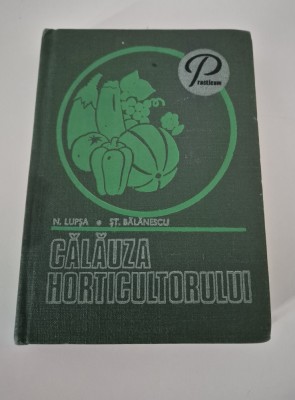 Practicum
N. LUPŞA • ŞT. BĂLĂNESCU
CĂLĂUZA
HORTICULTORULUI